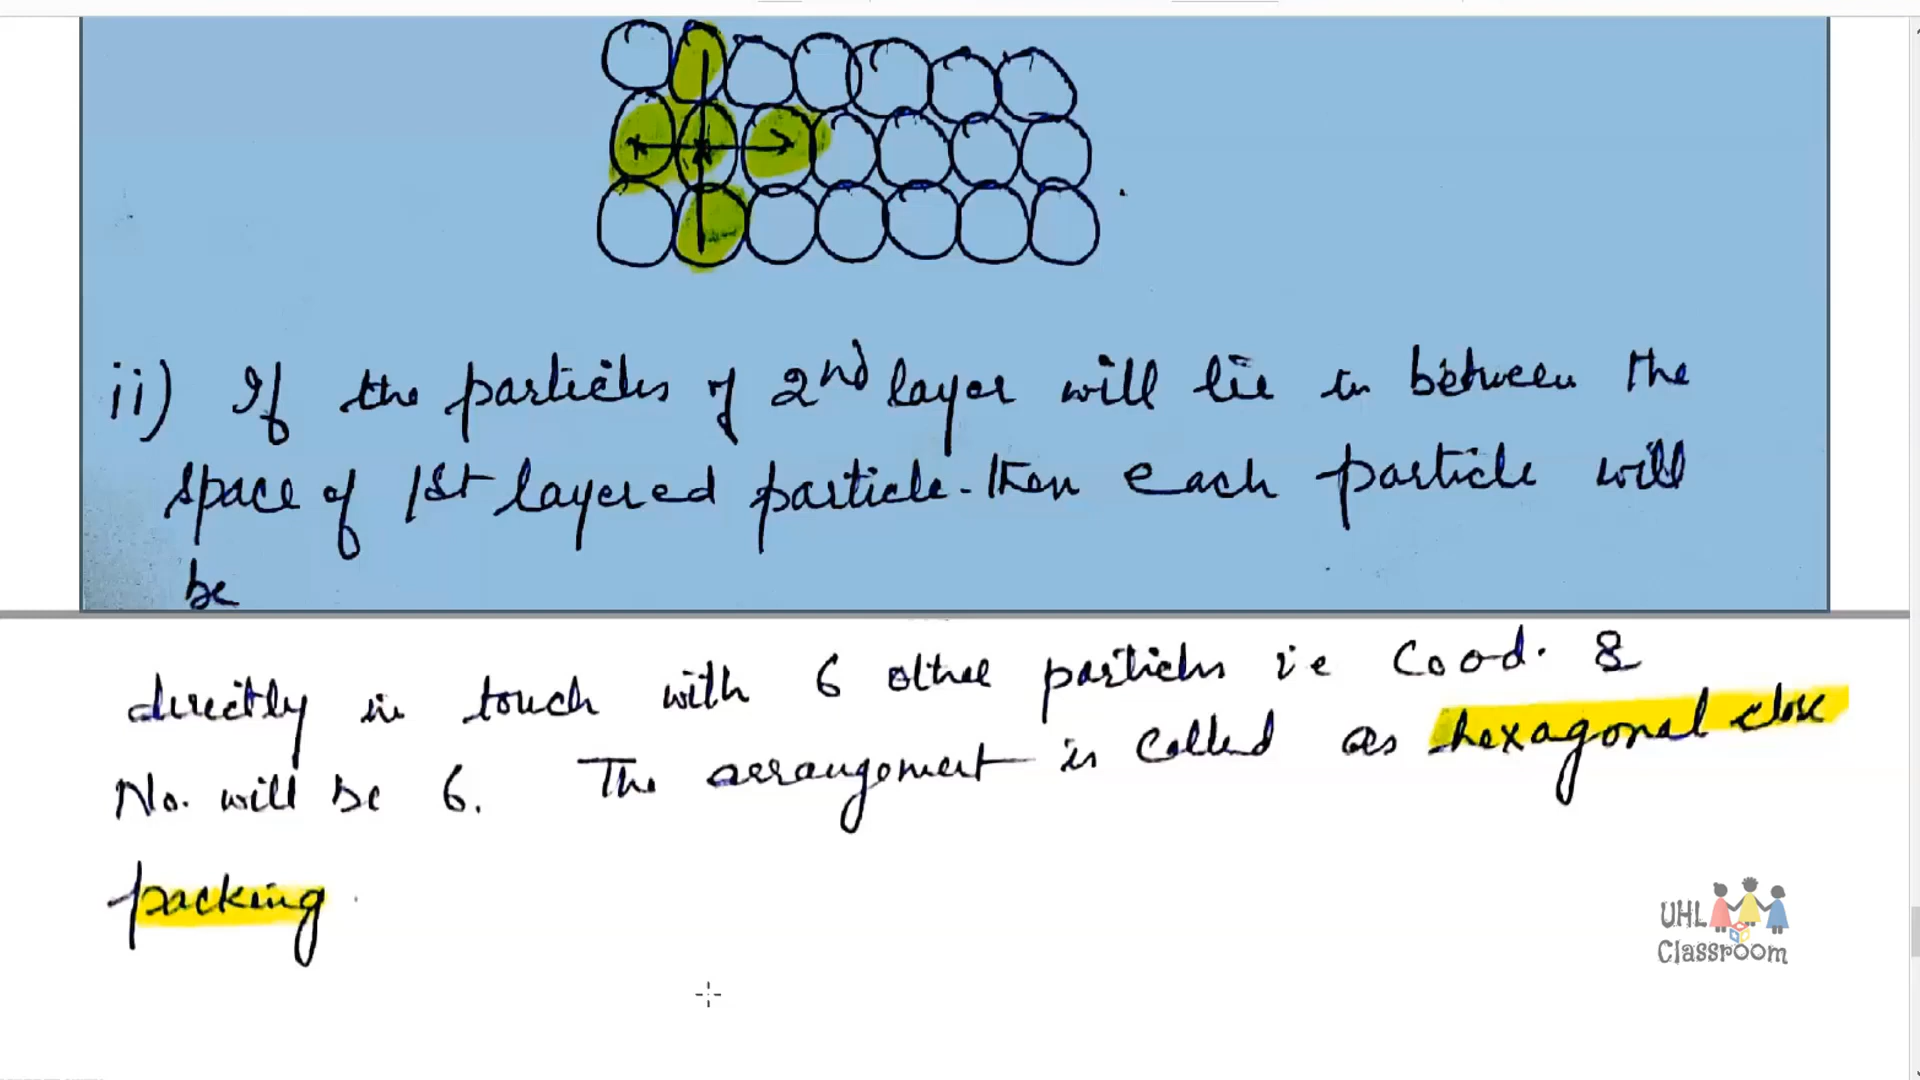 ii) If the particles of 2nd layer will lie in between the
space of 1st layered particle. then each particle will
be
directly in touch with 6 other particles ie Cood. &
No. will be 6. The arrangement is called as hexagonal close
packing
UHL
Classroom